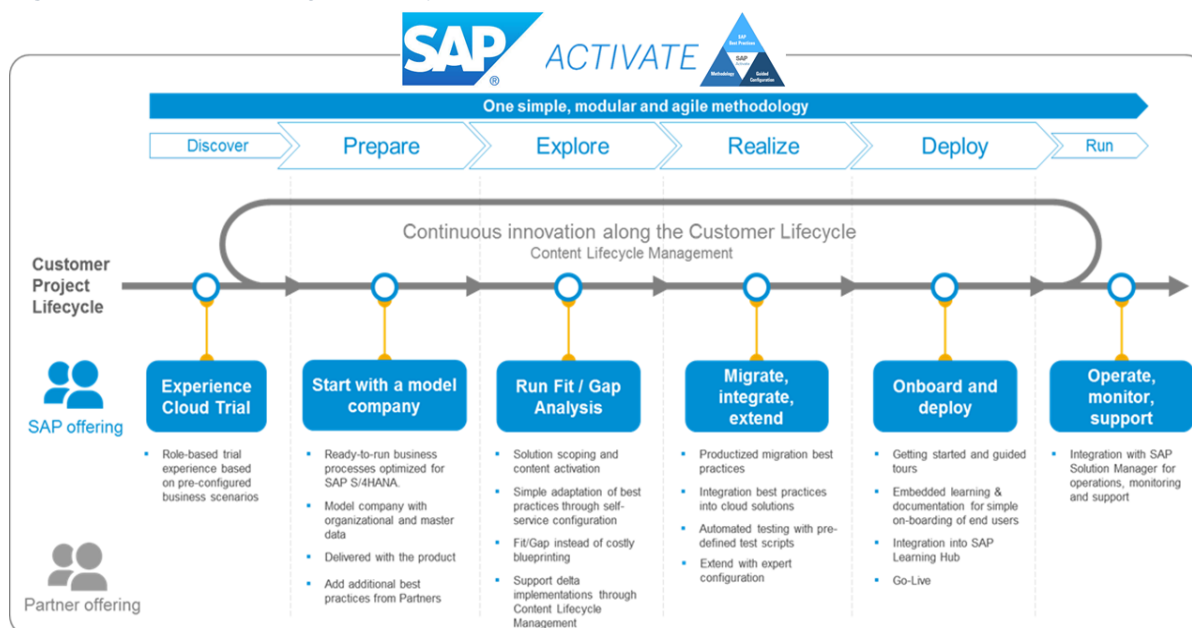 SAP
®
ACTIVATE
SAP
Best Practices
SAP
Activate
Methodology
Guided
Configuration
One simple, modular and agile methodology
Discover
Prepare
Explore
Realize
Deploy
Run
Continuous innovation along the Customer Lifecycle
Content Lifecycle Management
Customer
Project
Lifecycle
SAP offering
Partner offering
Experience
Cloud Trial
Role-based trial
experience based
on pre-configured
business scenarios
Start with a model
company
Ready-to-run business
processes optimized for
SAP S/4HANA.
Model company with
organizational and master
data
Delivered with the product
Add additional best
practices from Partners
Run Fit / Gap
Analysis
Solution scoping and
content activation
Simple adaptation of best
practices through self-
service configuration
Fit/Gap instead of costly
blueprinting
Support delta
implementations through
Content Lifecycle
Management
Migrate,
integrate,
extend
Productized migration best
practices
Integration best practices
into cloud solutions
Automated testing with pre-
defined test scripts
Extend with expert
configuration
Onboard and
deploy
Getting started and guided
tours
Embedded learning &
documentation for simple
on-boarding of end users
Integration into SAP
Learning Hub
Go-Live
Operate,
monitor,
support
Integration with SAP
Solution Manager for
operations, monitoring
and support